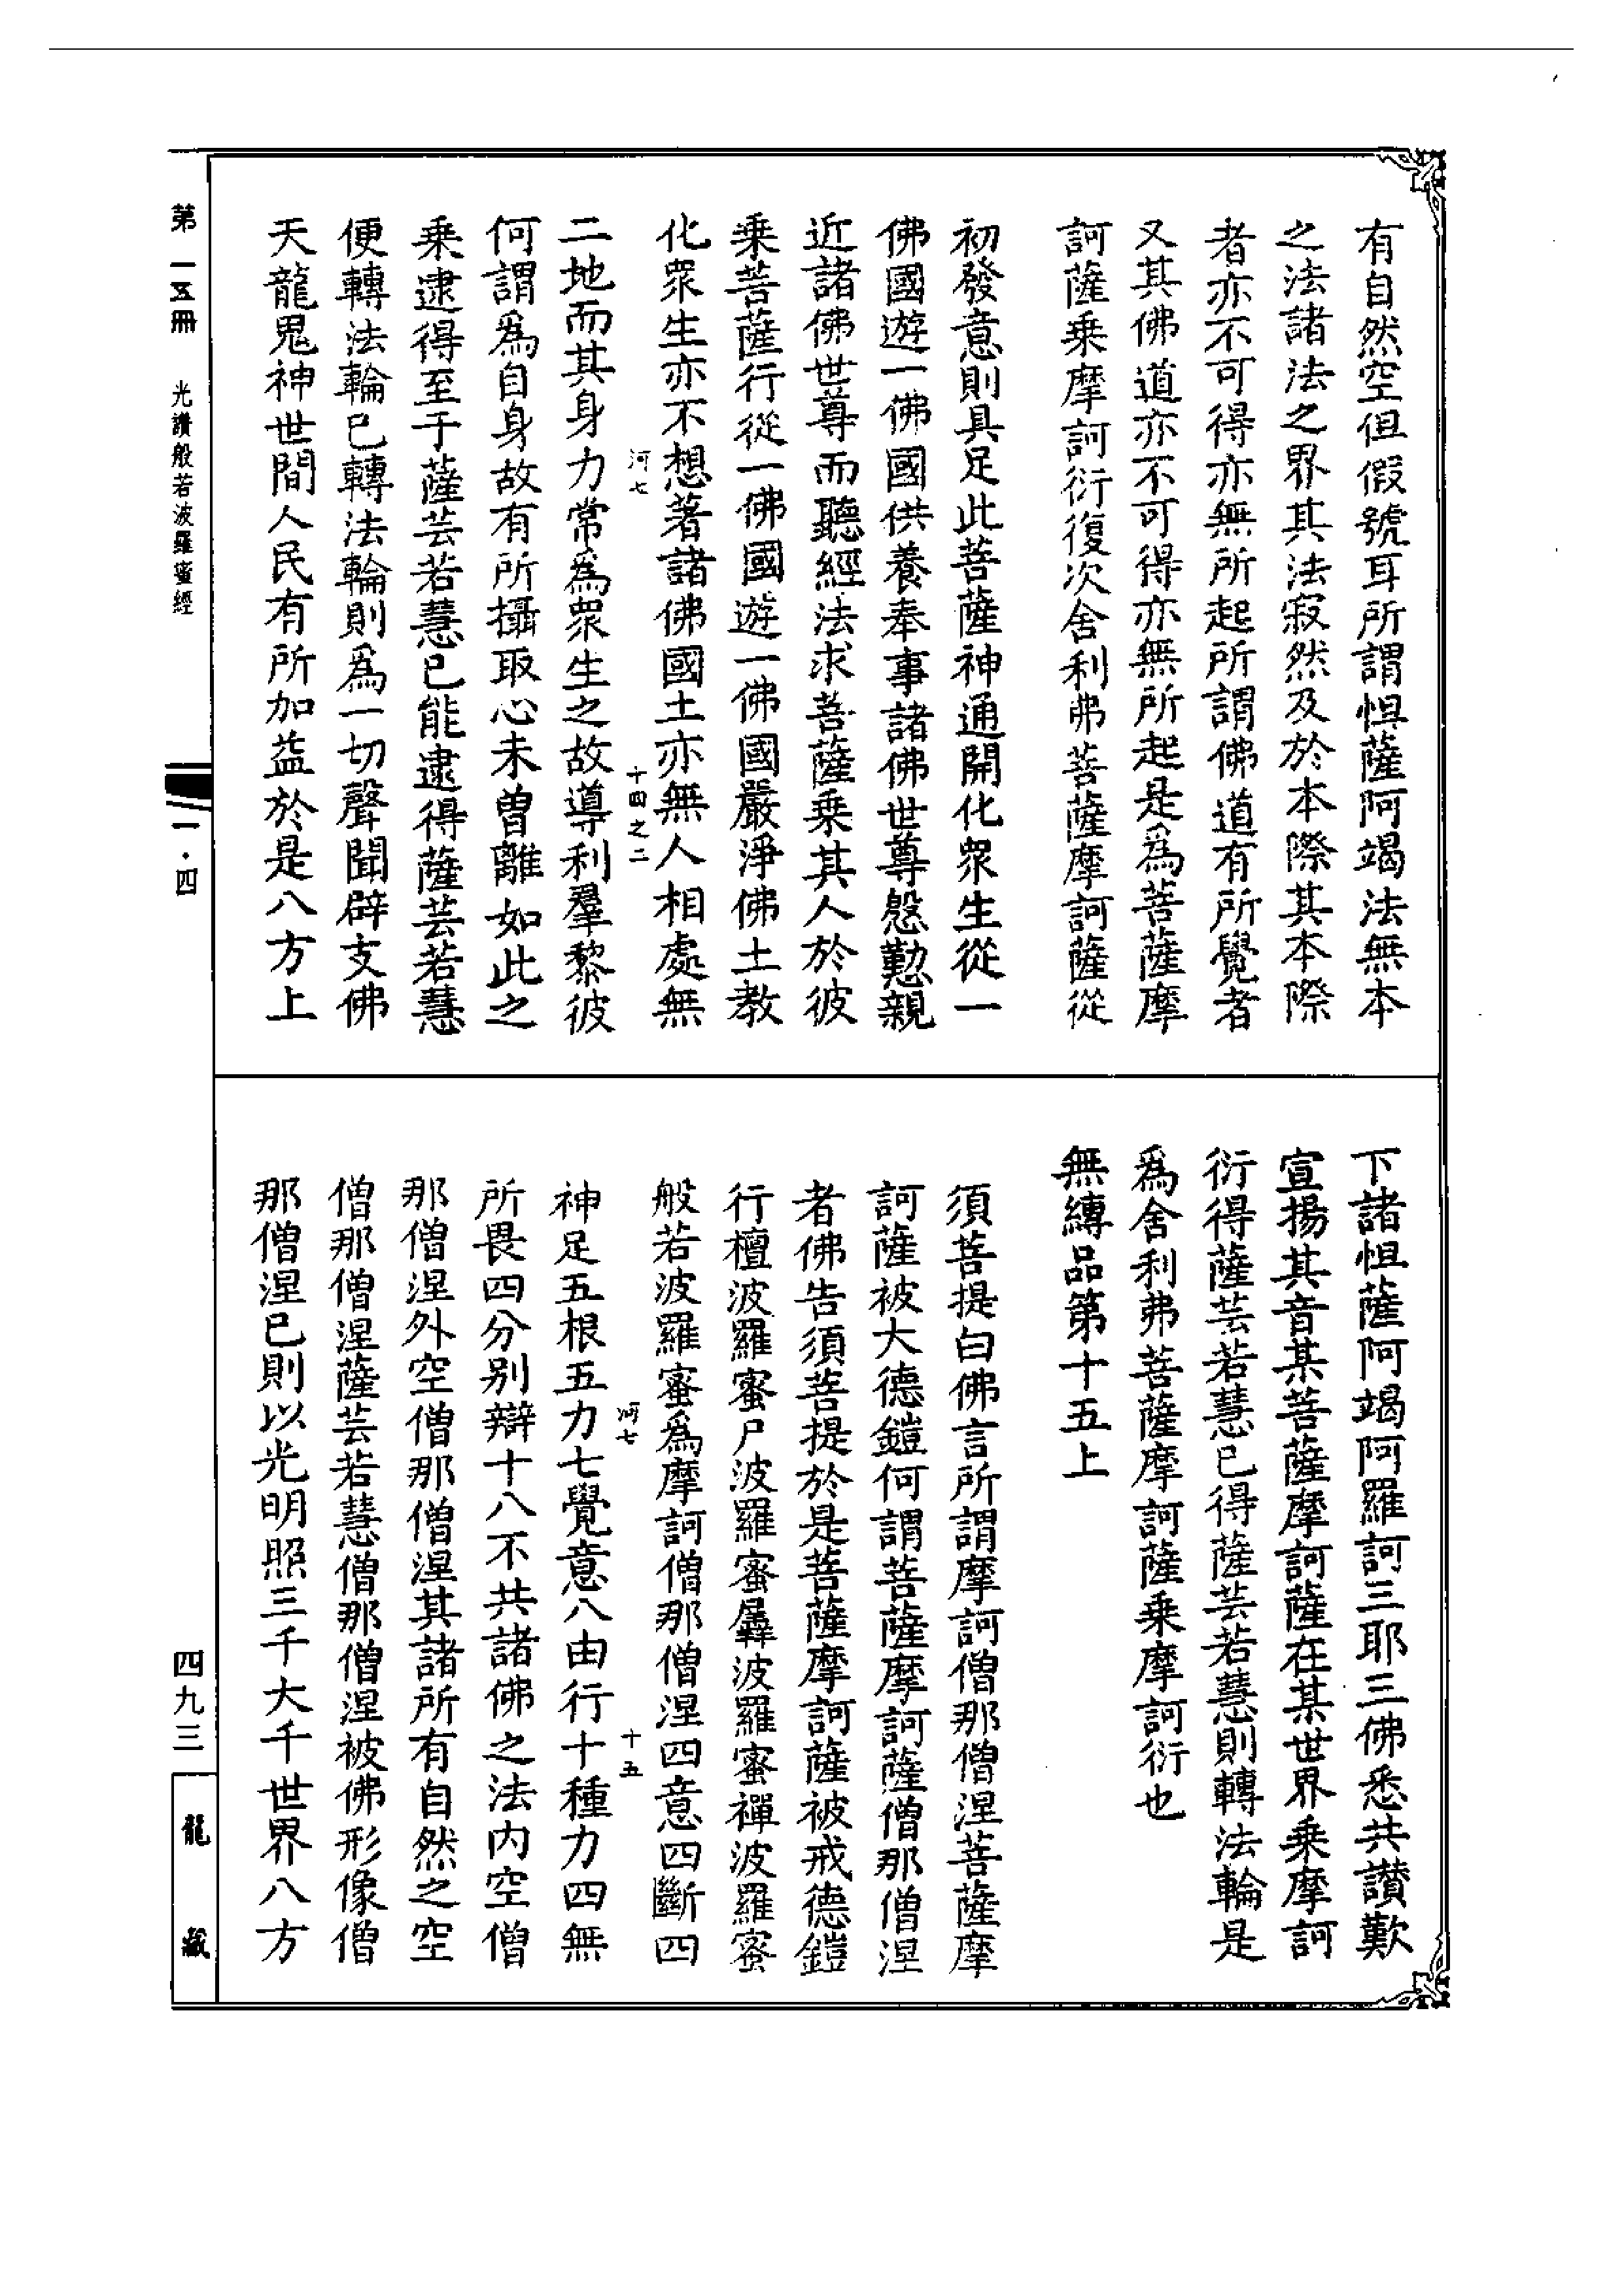 有自然空但假號耳所謂怛薩阿竭法無本
之法諸法之界其法寂然及於本際其本際
者亦不可得亦無所起所謂佛道有所覺者
又其佛道亦不可得亦無所起是為菩薩摩
訶薩乘摩訶衍復次舍利弗菩薩摩訶薩從
初發意則具足此菩薩神通開化眾生從一
佛國遊一佛國供養奉事諸佛世尊慇懃親
近諸佛世尊而聽經法求菩薩乘其人於彼
乘菩薩行從一佛國遊一佛國嚴淨佛土教
化眾生亦不想著諸佛國土亦無人相處無
河七 十四之二
二地而其身力常為眾生之故導利羣黎彼
何謂為自身故有所攝取心未曾離如此之
乘逮得至于薩芸若慧已能逮得薩芸若慧
便轉法輪已轉法輪則為一切聲聞辟支佛
天龍鬼神世間人民有所加益於是八方上
下諸怛薩阿竭阿羅訶三耶三佛悉共讚歎
宣揚其音某菩薩摩訶薩在某世界乘摩訶
衍得薩芸若慧已得薩芸若慧則轉法輪是
為舍利弗菩薩摩訶薩乘摩訶衍也
無縛品第十五上
須菩提白佛言所謂摩訶僧那僧涅菩薩摩
訶薩被大德鎧何謂菩薩摩訶薩僧那僧涅
者佛告須菩提於是菩薩摩訶薩被戒德鎧
行檀波羅蜜尸波羅蜜羼波羅蜜禪波羅蜜
般若波羅蜜為摩訶僧那僧涅四意四斷四
河七 十五
神足五根五力七覺意八由行十種力四無
所畏四分別辯十八不共諸佛之法內空僧
那僧涅外空僧那僧涅其諸所有自然之空
僧那僧涅薩芸若慧僧那僧涅被佛形像僧
那僧涅已則以光明照三千大千世界八方
第一五冊 光讚般若波羅蜜經
一·四
四九三
龍藏